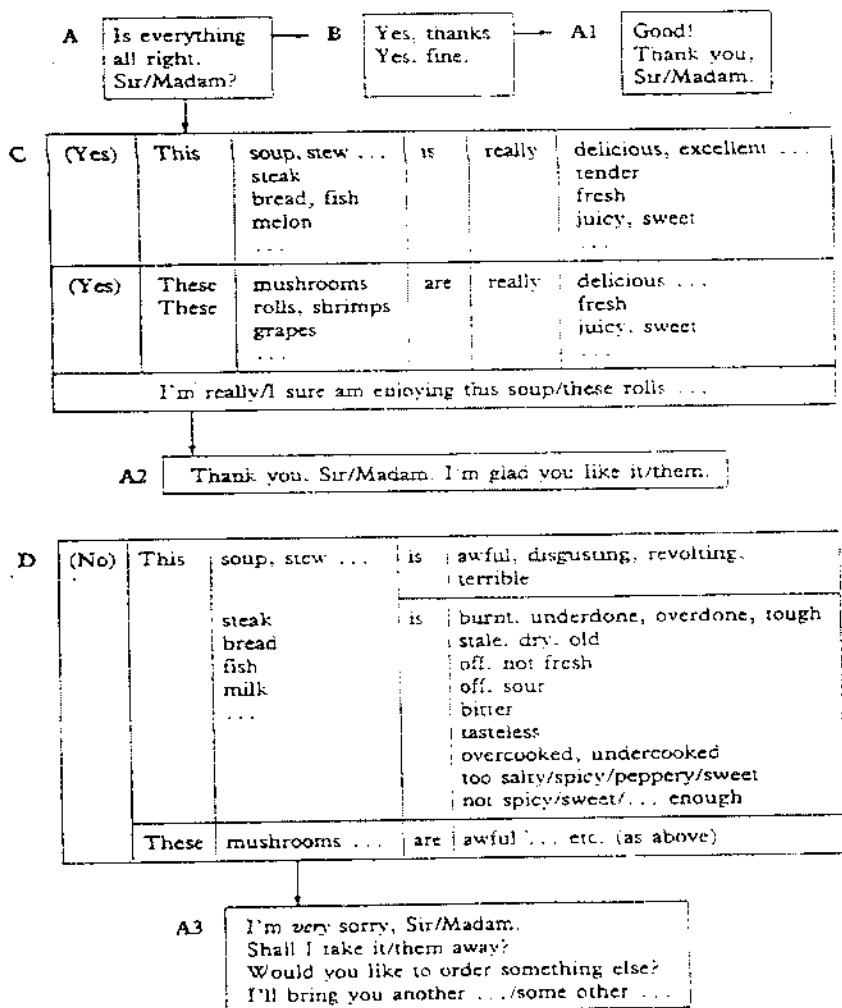 A Is everything all right. Sir/Madam?
B Yes, thanks Yes. fine.
A1 Good! Thank you, Sir/Madam.
C (Yes) This soup, stew ... is really delicious, excellent ...
steak tender
bread, fish fresh
melon juicy, sweet
... ...
(Yes) These mushrooms are really delicious ...
These rolls, shrimps fresh
grapes juicy, sweet
... ...
I'm really/I sure am enjoying this soup/these rolls ...
A2 Thank you. Sir/Madam. I'm glad you like it/them.
D (No) This soup, stew ... is awful, disgusting, revolting.
terrible
steak is burnt. underdone, overdone, tough
bread stale. dry. old
fish off. not fresh
milk off. sour
... bitter
tasteless
overcooked, undercooked
too salty/spicy/peppery/sweet
not spicy/sweet/... enough
These mushrooms ... are awful ... etc. (as above)
A3 I'm very sorry, Sir/Madam.
Shall I take it/them away?
Would you like to order something else?
I'll bring you another .../some other ...